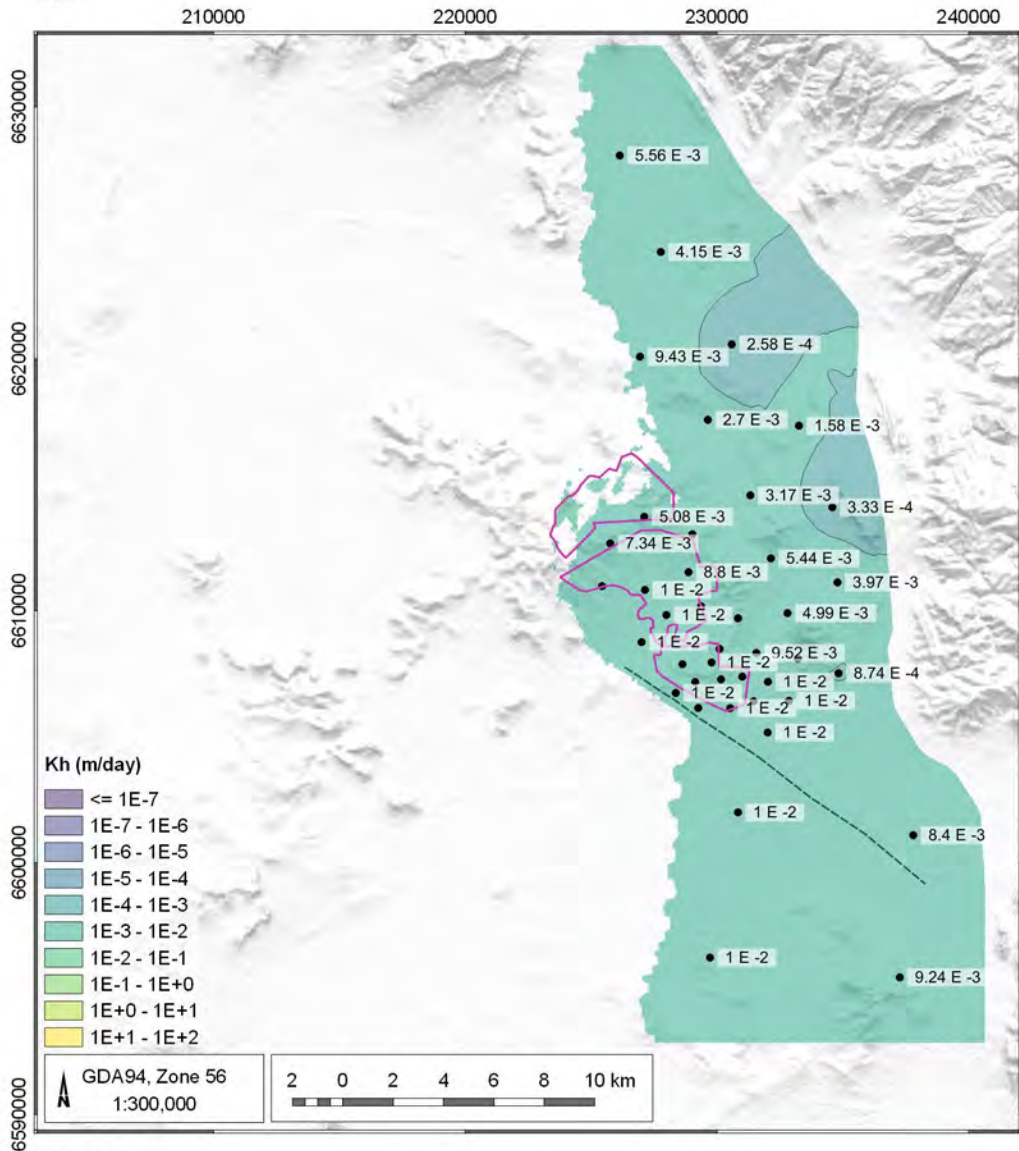 210000
220000
230000
240000
6630000
6620000
6610000
6600000
6590000
5.56 E -3
4.15 E -3
2.58 E -4
9.43 E -3
2.7 E -3
1.58 E -3
3.17 E -3
3.33 E -4
5.08 E -3
7.34 E -3
5.44 E -3
8.8 E -3
3.97 E -3
1 E -2
1 E -2
4.99 E -3
1 E -2
9.52 E -3
1 E -2
8.74 E -4
1 E -2
1 E -2
1 E -2
1 E -2
1 E -2
1 E -2
8.4 E -3
1 E -2
9.24 E -3
Kh (m/day)
<= 1E-7
1E-7 - 1E-6
1E-6 - 1E-5
1E-5 - 1E-4
1E-4 - 1E-3
1E-3 - 1E-2
1E-2 - 1E-1
1E-1 - 1E+0
1E+0 - 1E+1
1E+1 - 1E+2
N
GDA94, Zone 56
1:300,000
2 0 2 4 6 8 10 km